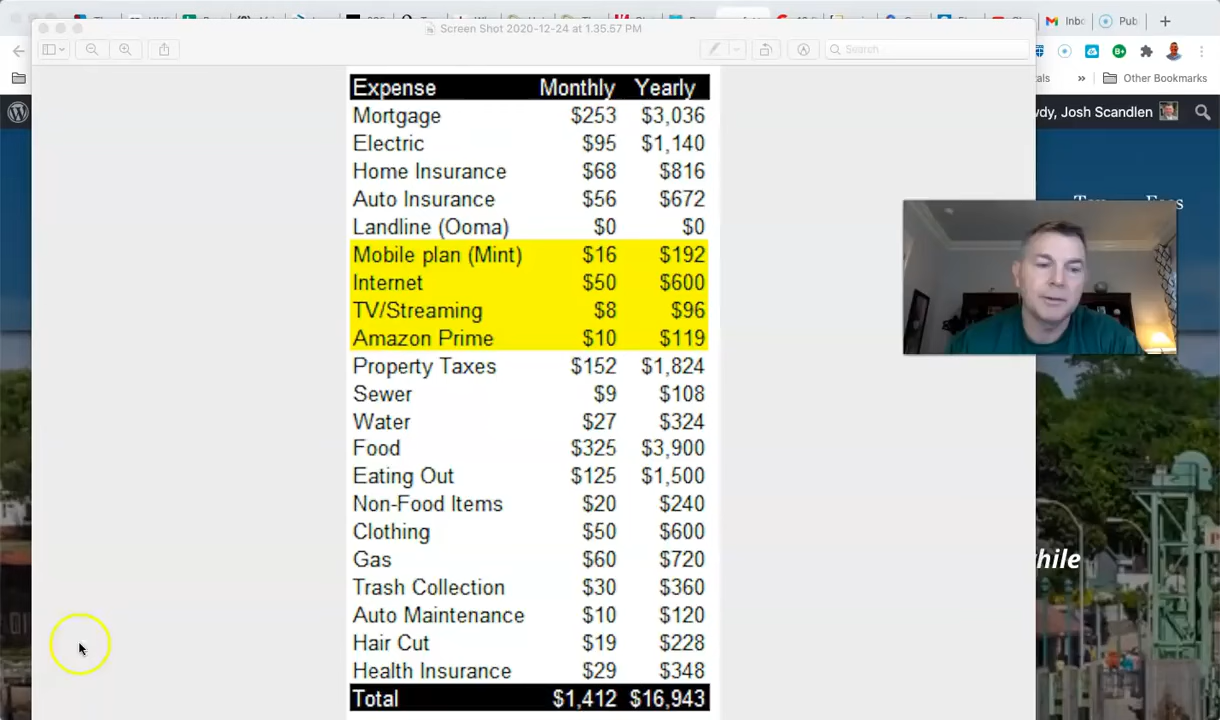 Screen Shot 2020-12-24 at 1.35.57 PM
Inbo
Pub
Search
tals
»
Other Bookmarks
wdy, Josh Scandlen
Expense Monthly Yearly
Mortgage $253 $3,036
Electric $95 $1,140
Home Insurance $68 $816
Auto Insurance $56 $672
Landline (Ooma) $0 $0
Mobile plan (Mint) $16 $192
Internet $50 $600
TV/Streaming $8 $96
Amazon Prime $10 $119
Property Taxes $152 $1,824
Sewer $9 $108
Water $27 $324
Food $325 $3,900
Eating Out $125 $1,500
Non-Food Items $20 $240
Clothing $50 $600
Gas $60 $720
Trash Collection $30 $360
Auto Maintenance $10 $120
Hair Cut $19 $228
Health Insurance $29 $348
Total $1,412 $16,943
hile